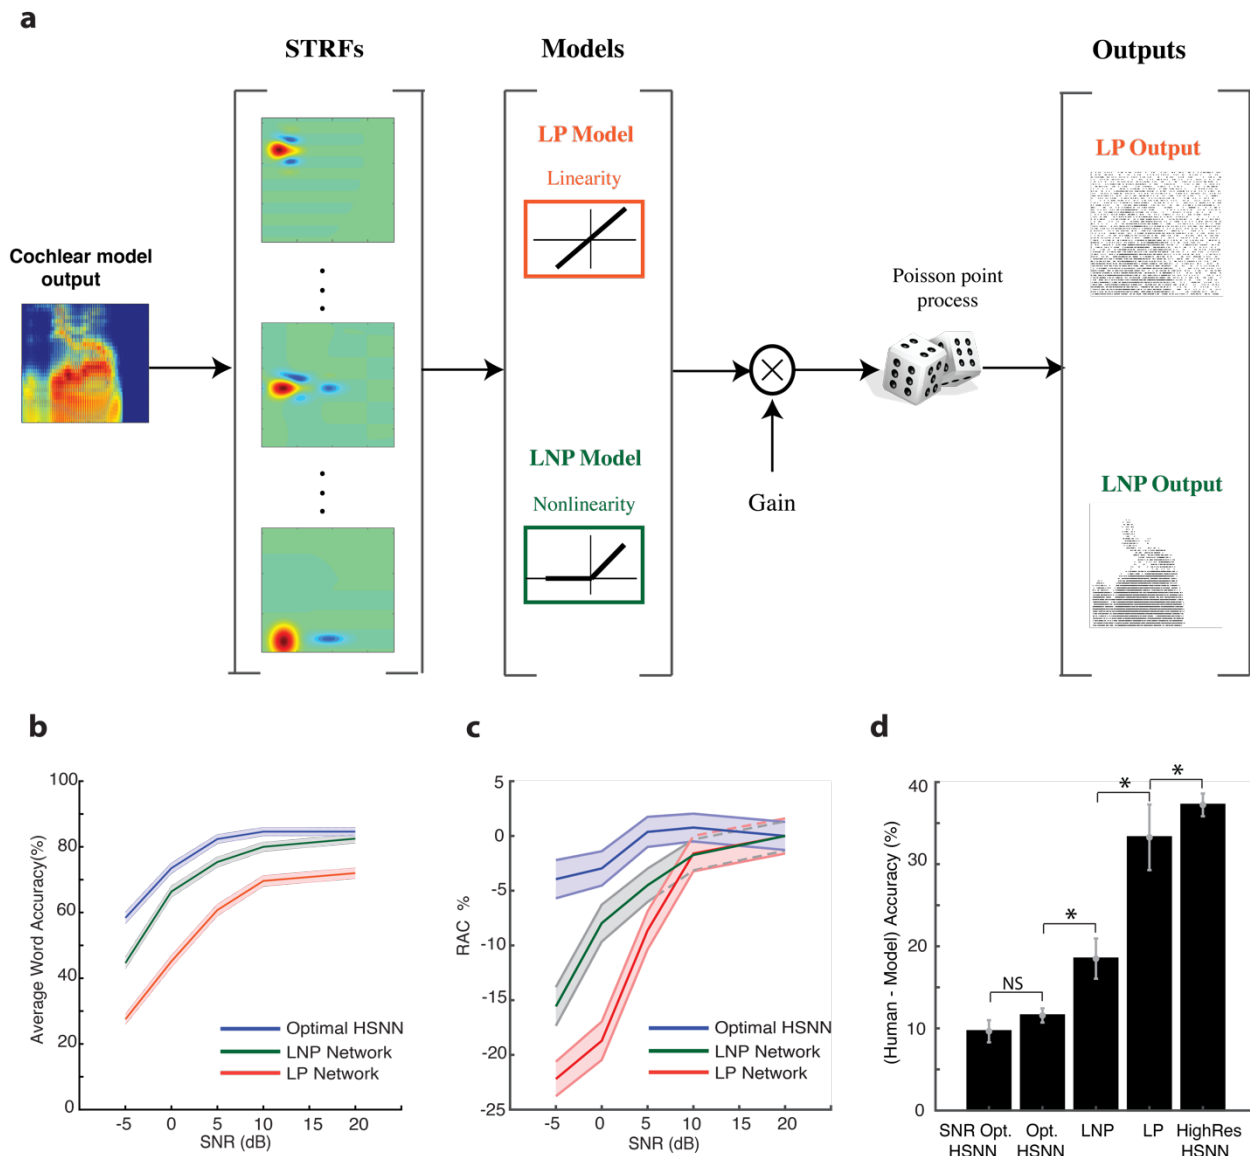 a
STRFs
Models
Outputs
LP Model
Linearity
LP Output
Cochlear model
output
Poisson point
process
LNP Model
Nonlinearity
Gain
LNP Output
b
c
d
Average Word Accuracy(%)
100
80
60
40
20
0
-5
0
5
10
15
20
SNR (dB)
Optimal HSNN
LNP Network
LP Network
RAC %
5
0
-5
-10
-15
-20
-25
-5
0
5
10
15
20
SNR (dB)
Optimal HSNN
LNP Network
LP Network
(Human - Model) Accuracy (%)
40
30
20
10
0
NS
*
*
*
SNR Opt.
HSNN
Opt.
HSNN
LNP
LP
HighRes
HSNN